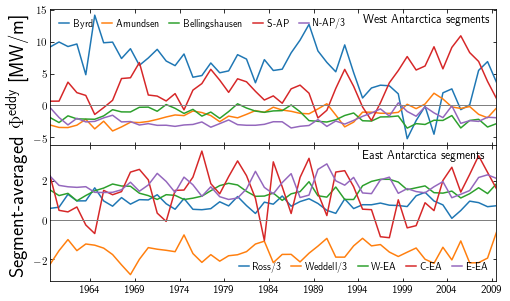 West Antarctica segments
Byrd Amundsen Bellingshausen S-AP N-AP/3
15
10
5
0
−5
Segment-averaged Φ^eddy [MW/m]
East Antarctica segments
2
0
−2
Ross/3 Weddell/3 W-EA C-EA E-EA
1964 1969 1974 1979 1984 1989 1994 1999 2004 2009